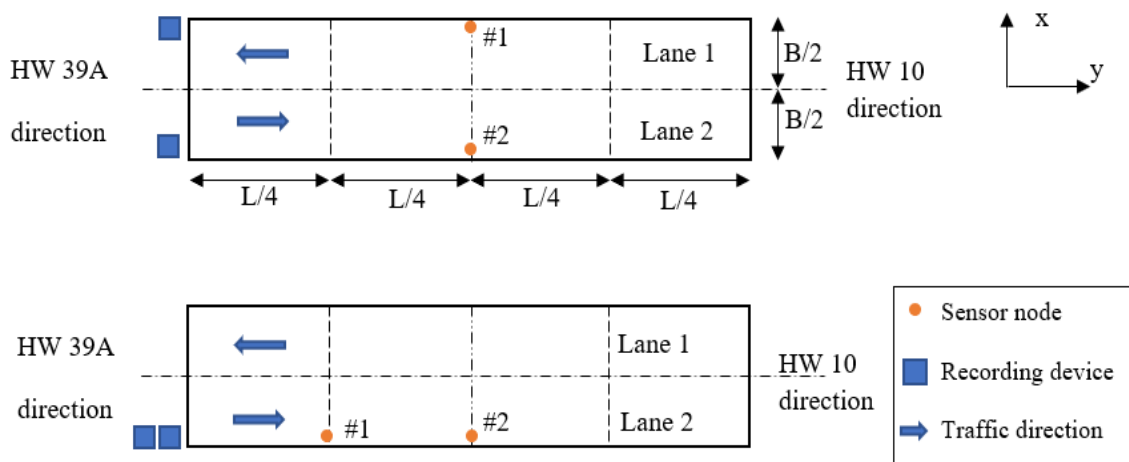 x
#1
Lane 1
B/2
HW 39A
direction
HW 10
direction
y
#2
Lane 2
B/2
L/4
L/4
L/4
L/4
HW 39A
direction
Lane 1
HW 10
direction
#1
#2
Lane 2
Sensor node
Recording device
Traffic direction